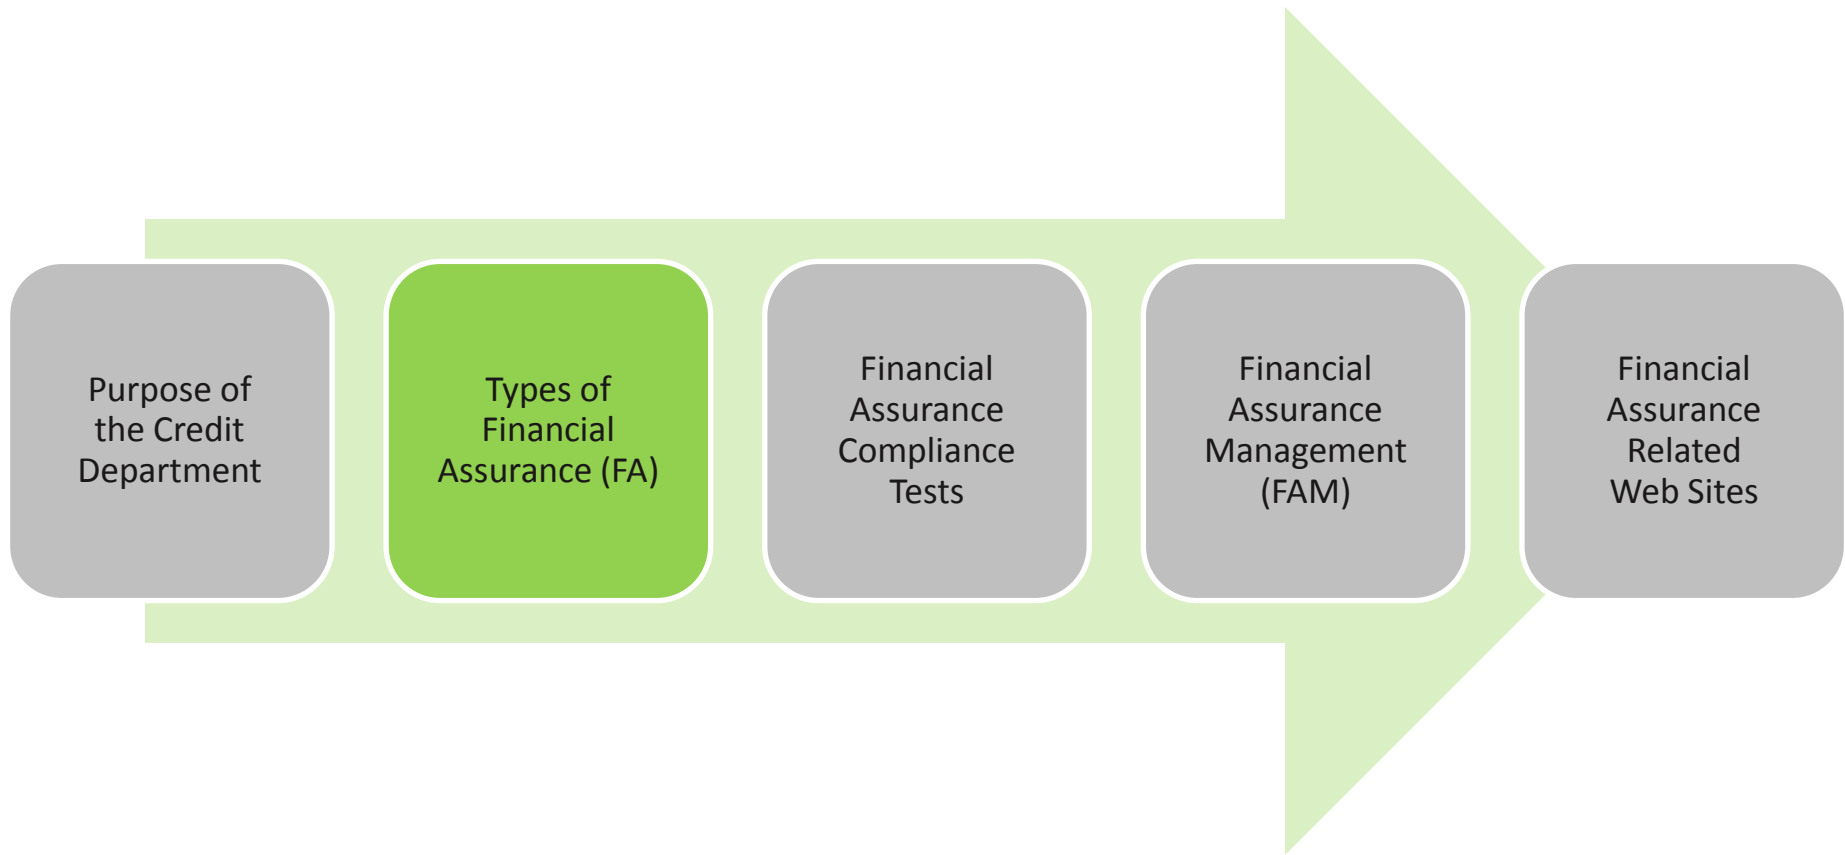 Purpose of
the Credit
Department
Types of
Financial
Assurance (FA)
Financial
Assurance
Compliance
Tests
Financial
Assurance
Management
(FAM)
Financial
Assurance
Related
Web Sites